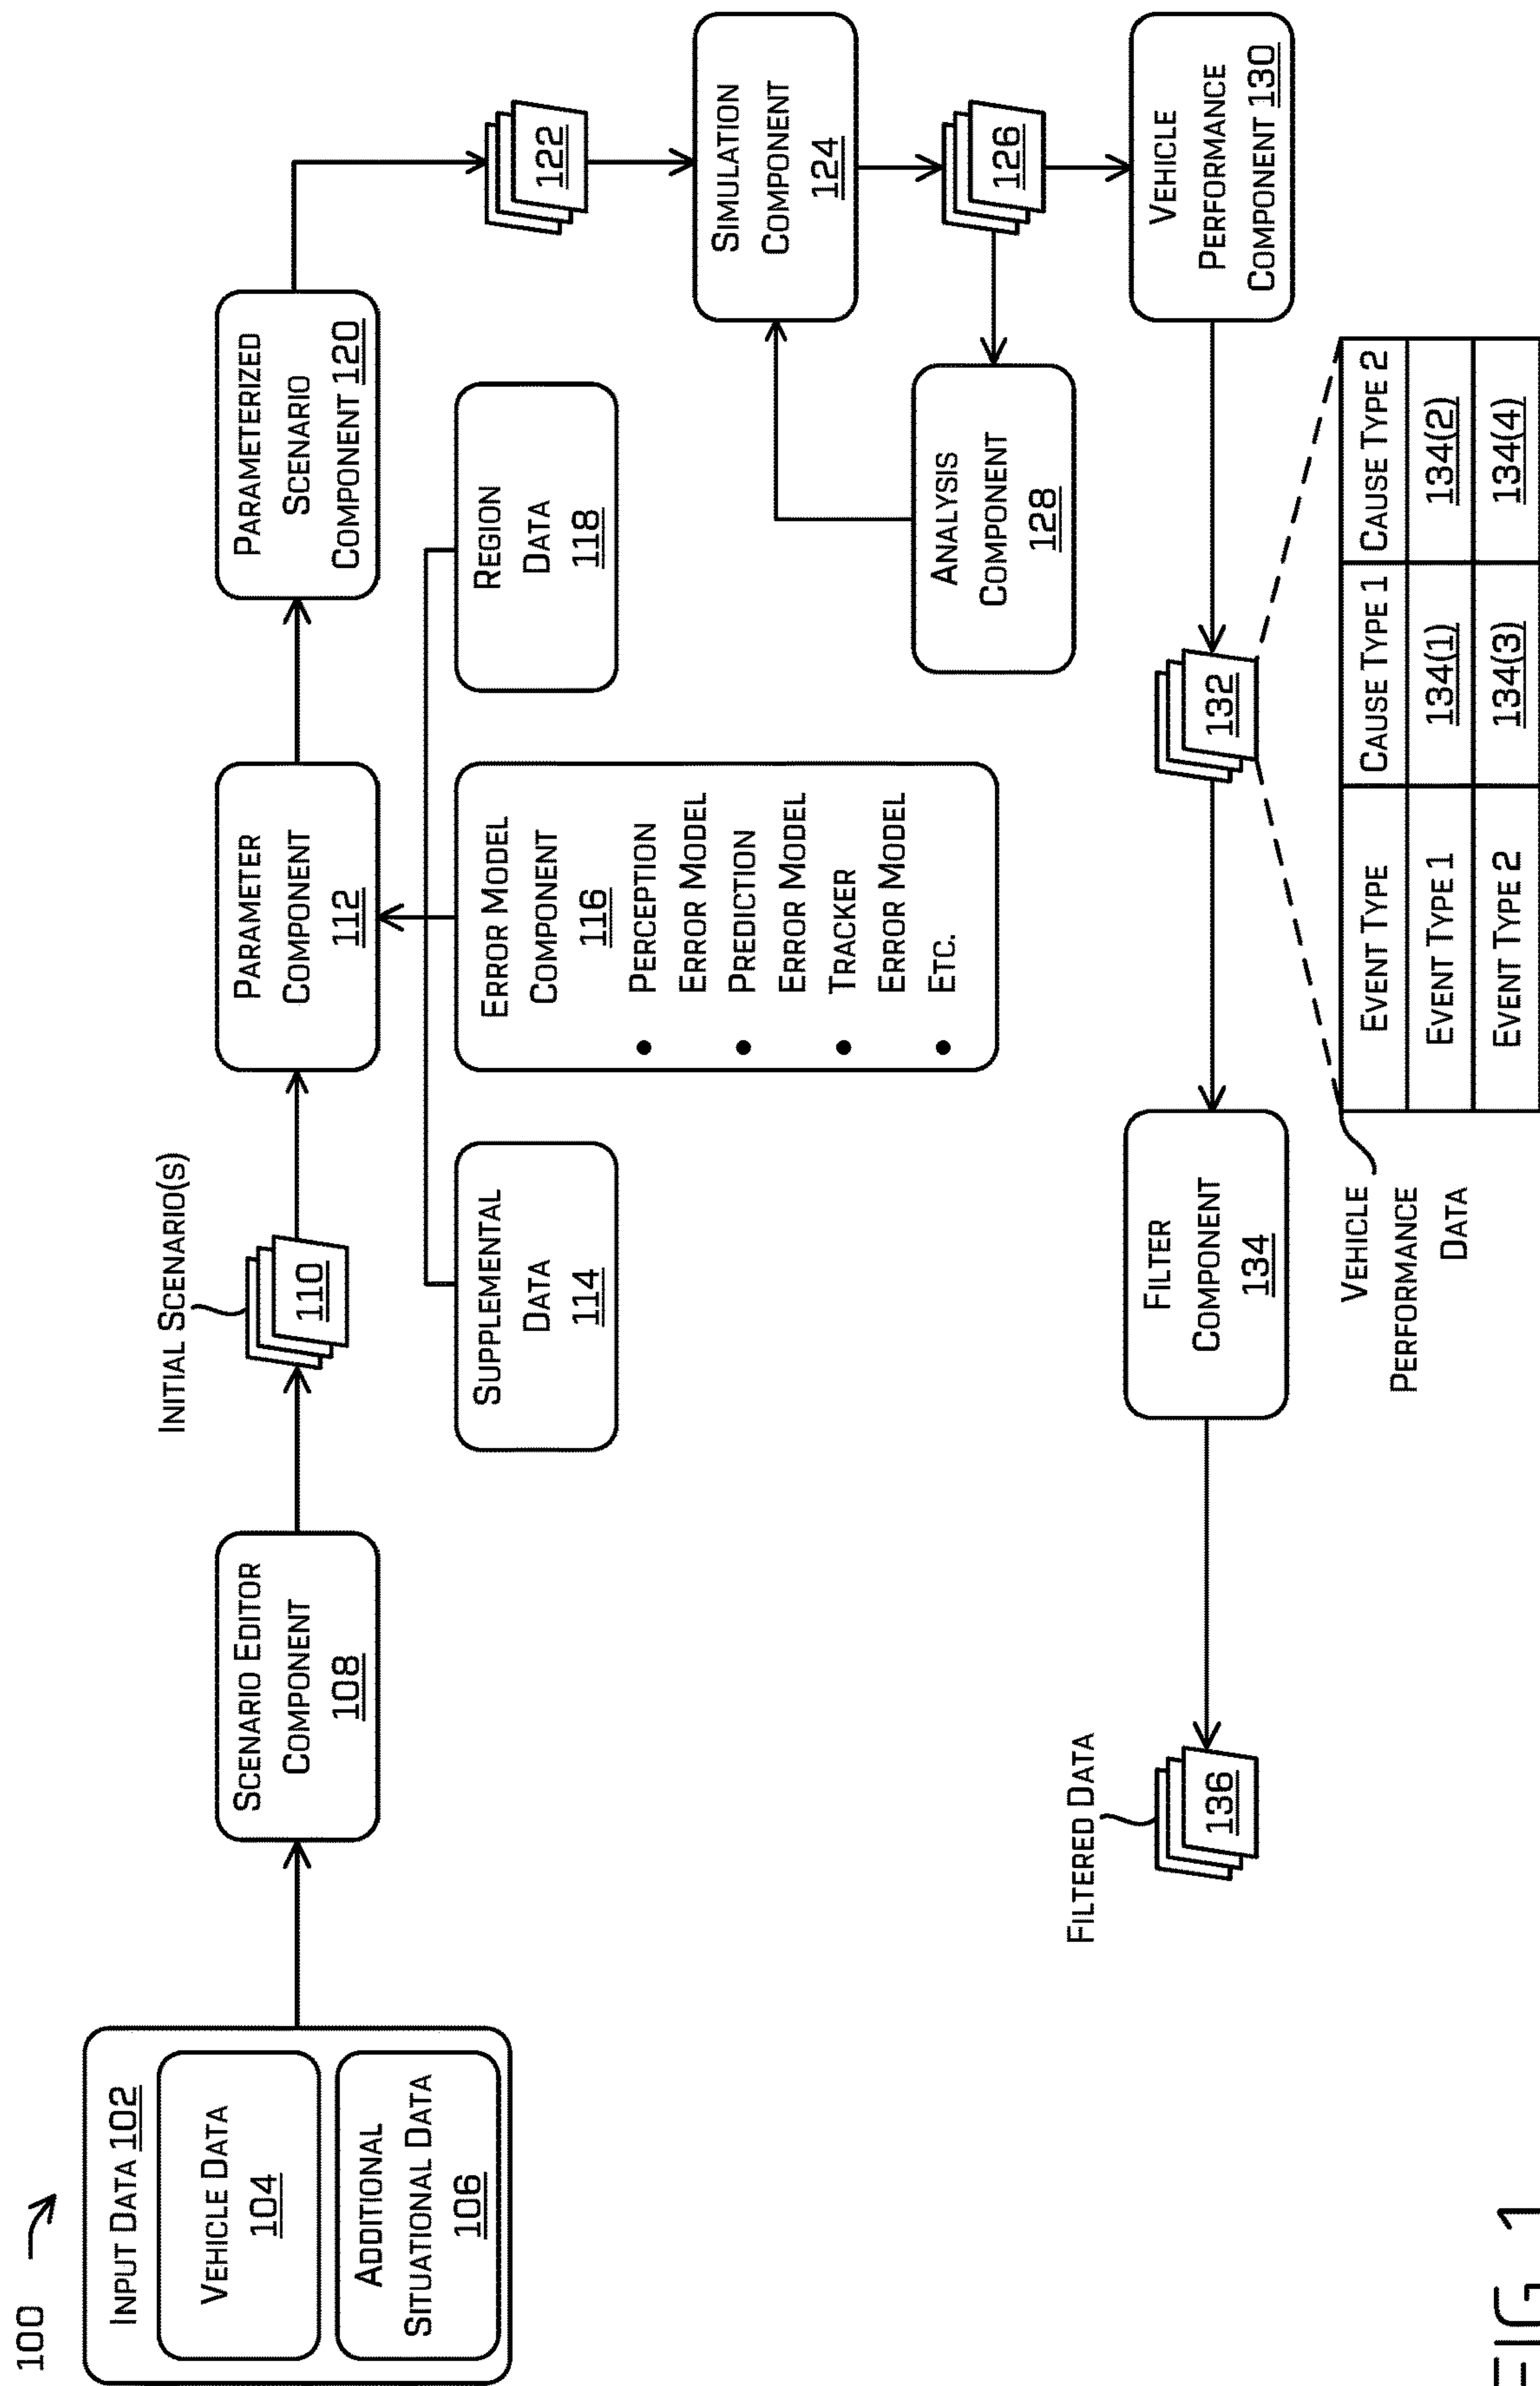 100
INPUT DATA 102
VEHICLE DATA
104
ADDITIONAL
SITUATIONAL DATA
106
SCENARIO EDITOR
COMPONENT
108
INITIAL SCENARIO(S)
110
PARAMETER
COMPONENT
112
PARAMETERIZED
SCENARIO
COMPONENT 120
SUPPLEMENTAL
DATA
114
ERROR MODEL
COMPONENT
116
• PERCEPTION
ERROR MODEL
• PREDICTION
ERROR MODEL
• TRACKER
ERROR MODEL
• ETC.
REGION
DATA
118
122
SIMULATION
COMPONENT
124
126
ANALYSIS
COMPONENT
128
VEHICLE
PERFORMANCE
COMPONENT 130
132
FILTER
COMPONENT
134
FILTERED DATA
136
VEHICLE
PERFORMANCE
DATA
EVENT TYPE CAUSE TYPE 1 CAUSE TYPE 2
EVENT TYPE 1 134(1) 134(2)
EVENT TYPE 2 134(3) 134(4)
FIG. 1